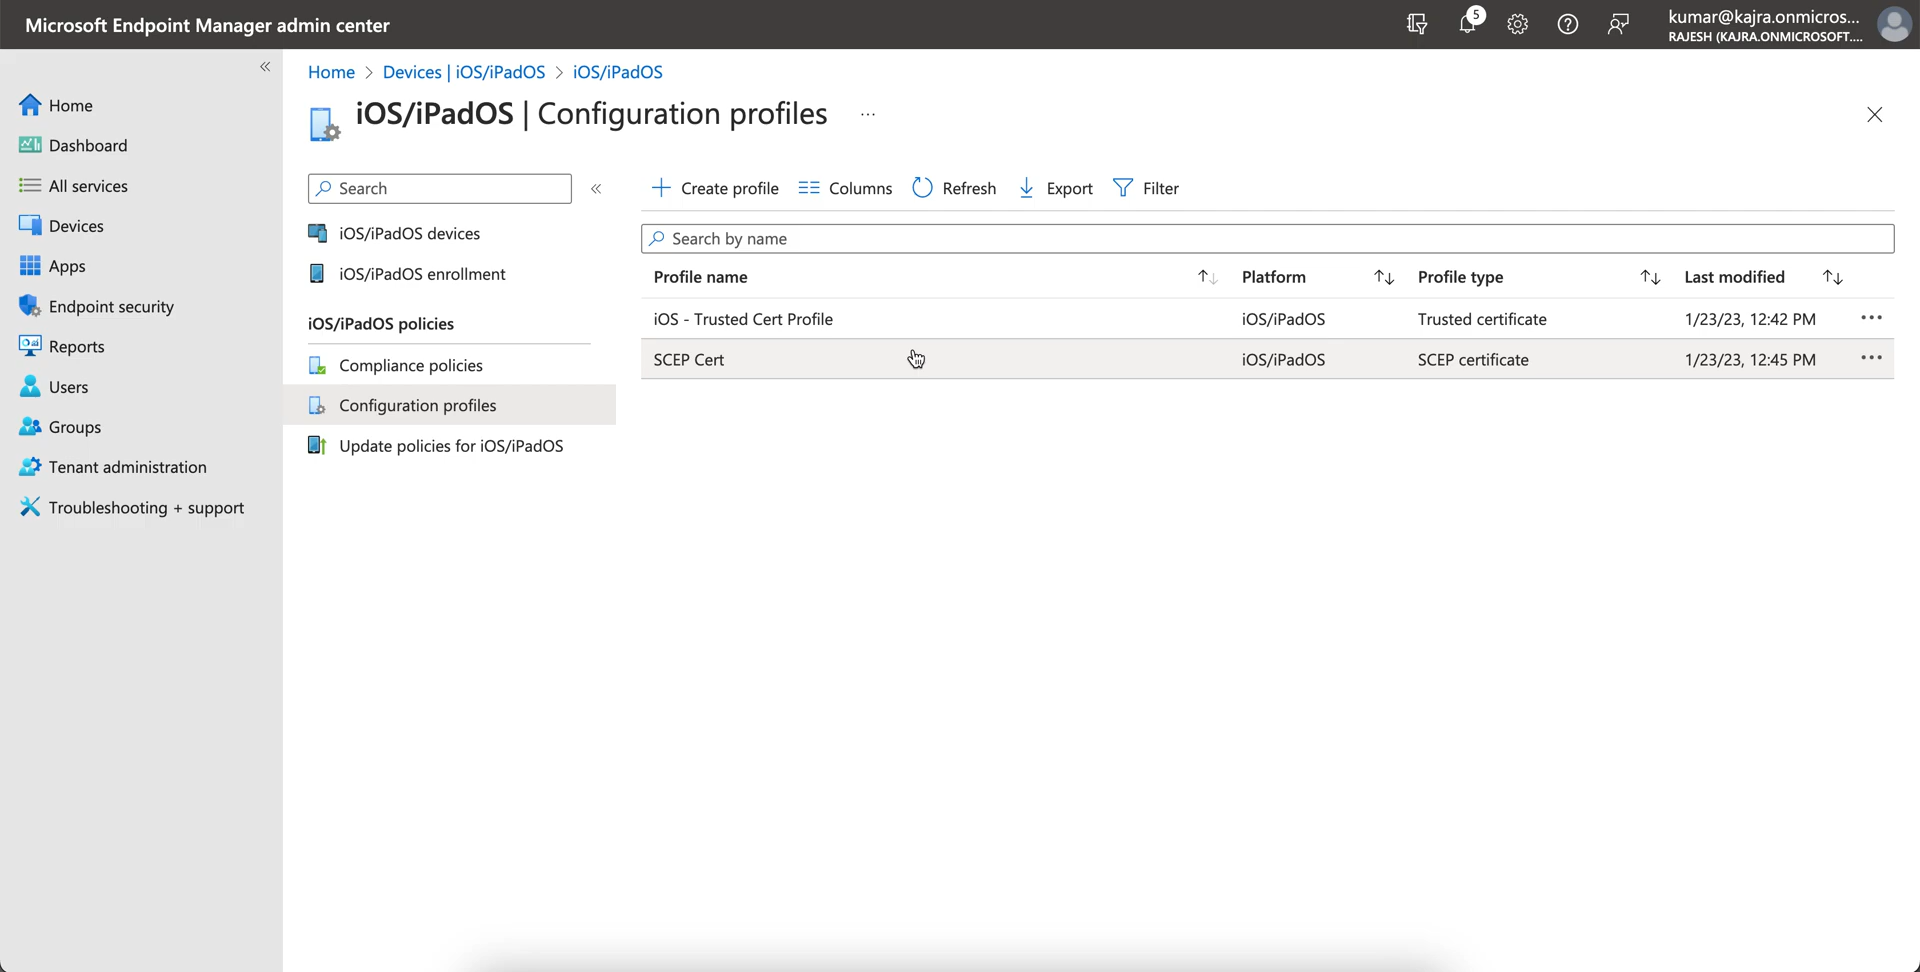 Microsoft Endpoint Manager admin center
5
kumar@kajra.onmicros...
RAJESH (KAJRA.ONMICROSOFT....
Home
Dashboard
All services
Devices
Apps
Endpoint security
Reports
Users
Groups
Tenant administration
Troubleshooting + support
Home > Devices | iOS/iPadOS > iOS/iPadOS
iOS/iPadOS | Configuration profiles ...
Search
iOS/iPadOS devices
iOS/iPadOS enrollment
iOS/iPadOS policies
Compliance policies
Configuration profiles
Update policies for iOS/iPadOS
Create profile Columns Refresh Export Filter
Search by name
Profile name Platform Profile type Last modified
iOS - Trusted Cert Profile iOS/iPadOS Trusted certificate 1/23/23, 12:42 PM
SCEP Cert iOS/iPadOS SCEP certificate 1/23/23, 12:45 PM